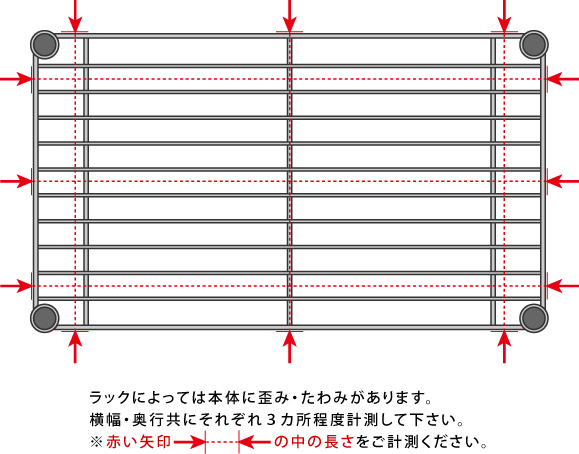 ラックによっては本体に歪み・たわみがあります。
横幅・奥行共にそれぞれ３カ所程度計測して下さい。
※赤い矢印の中の長さをご計測ください。